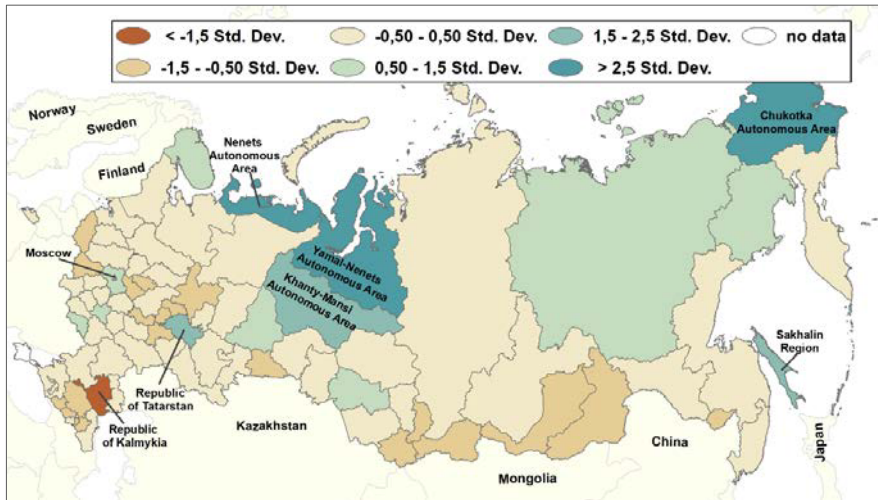 < -1,5 Std. Dev.
-0,50 - 0,50 Std. Dev.
1,5 - 2,5 Std. Dev.
no data
-1,5 - -0,50 Std. Dev.
0,50 - 1,5 Std. Dev.
> 2,5 Std. Dev.
Norway
Sweden
Finland
Nenets
Autonomous
Area
Chukotka
Autonomous Area
Moscow
Yamal-Nenets
Autonomous Area
Khanty-Mansi
Autonomous Area
Sakhalin
Region
Republic
of Tatarstan
Republic
of Kalmykia
Kazakhstan
China
Mongolia
Japan